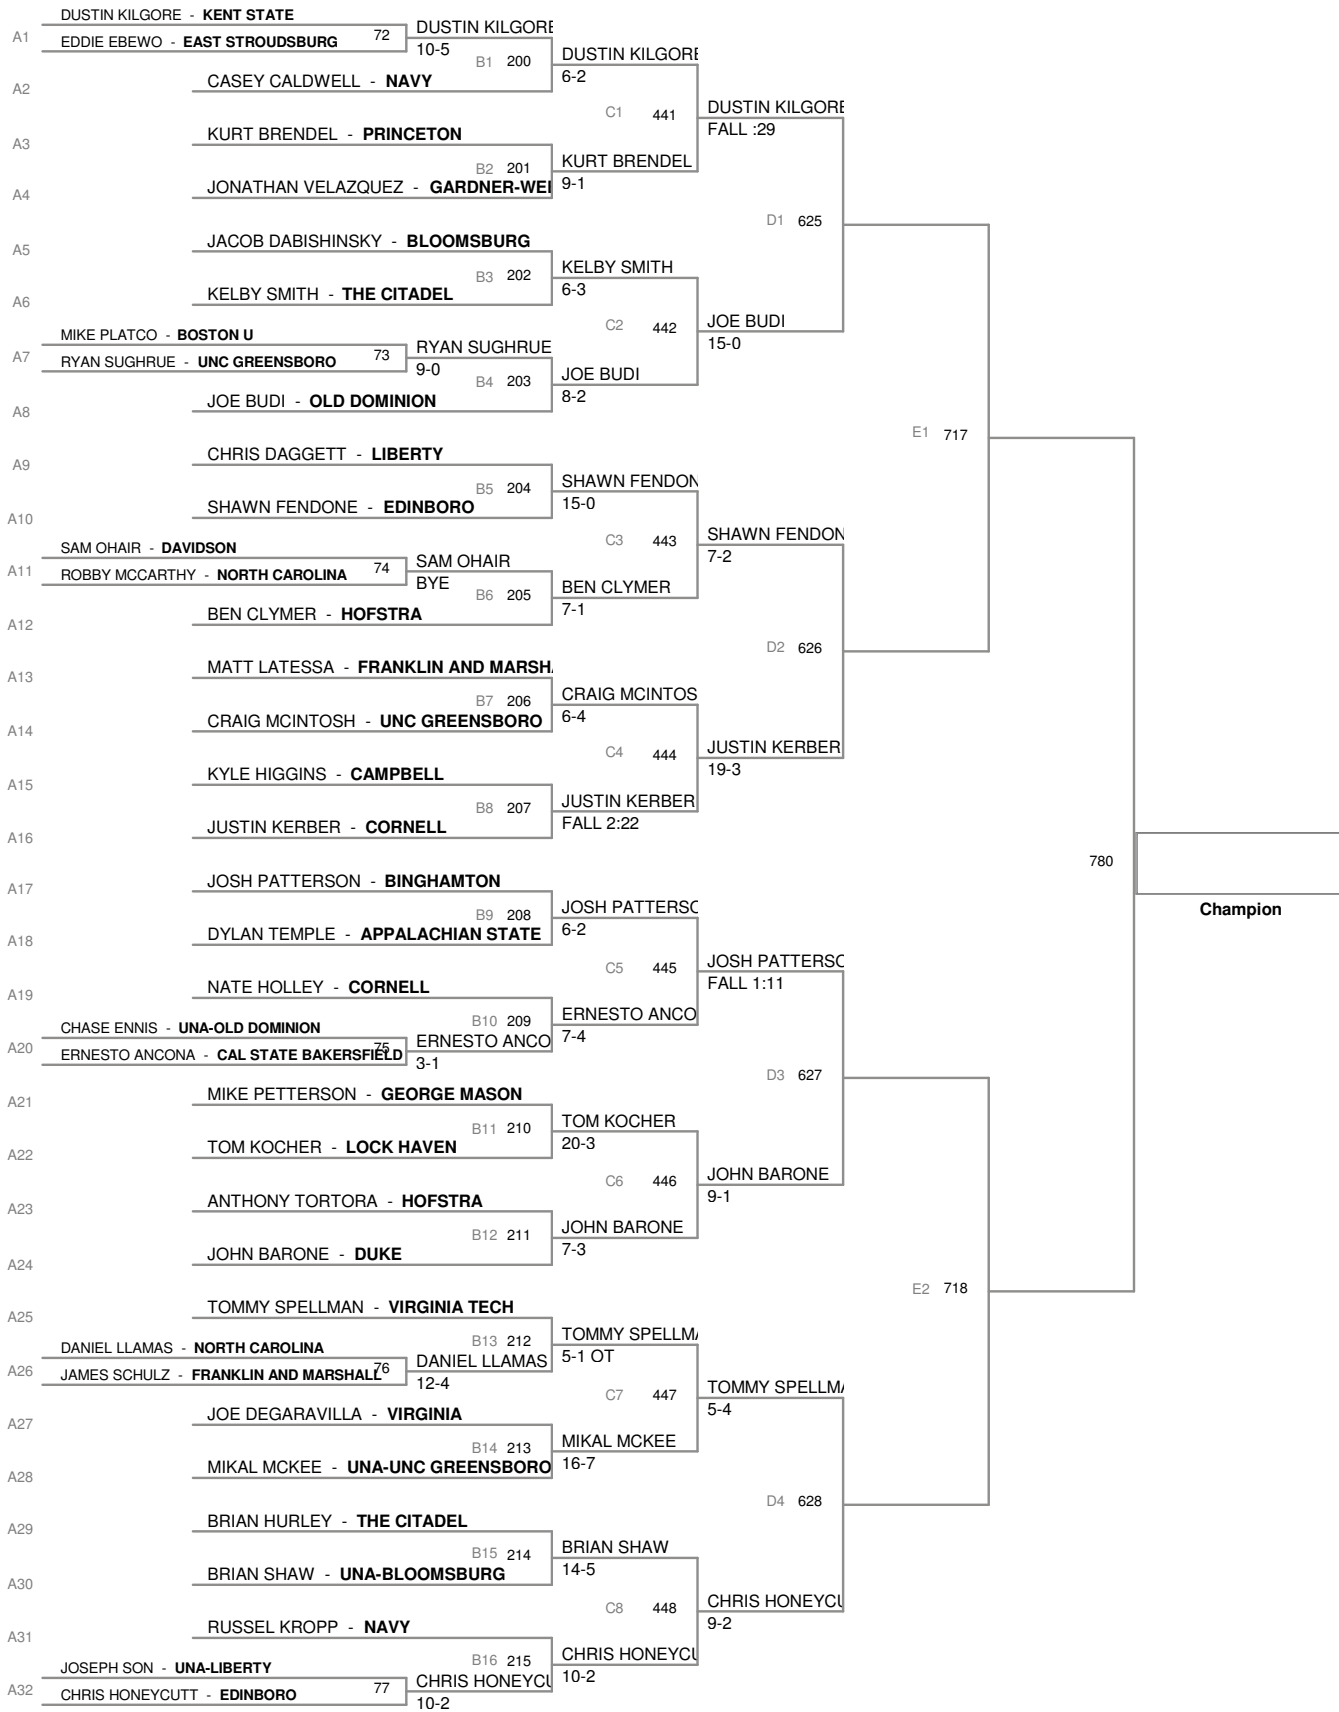 DUSTIN KILGORE - KENT STATE
A1
EDDIE EBEWO - EAST STROUDSBURG
72
DUSTIN KILGORE
10-5
B1 200
A2
CASEY CALDWELL - NAVY
DUSTIN KILGORE
6-2
C1 441
A3
KURT BRENDEL - PRINCETON
B2 201
KURT BRENDEL
9-1
A4
JONATHAN VELAZQUEZ - GARDNER-WEI
DUSTIN KILGORE
FALL :29
D1 625
A5
JACOB DABISHINSKY - BLOOMSBURG
B3 202
KELBY SMITH
6-3
A6
KELBY SMITH - THE CITADEL
C2 442
JOE BUDI
15-0
MIKE PLATCO - BOSTON U
A7
RYAN SUGHRUE - UNC GREENSBORO
73
RYAN SUGHRUE
9-0
B4 203
JOE BUDI
8-2
A8
JOE BUDI - OLD DOMINION
E1 717
A9
CHRIS DAGGETT - LIBERTY
B5 204
SHAWN FENDON
15-0
A10
SHAWN FENDONE - EDINBORO
C3 443
SHAWN FENDON
7-2
SAM OHAIR - DAVIDSON
A11
ROBBY MCCARTHY - NORTH CAROLINA
74
SAM OHAIR
BYE
B6 205
BEN CLYMER
7-1
A12
BEN CLYMER - HOFSTRA
D2 626
A13
MATT LATESSA - FRANKLIN AND MARSH
B7 206
CRAIG MCINTOS
6-4
A14
CRAIG MCINTOSH - UNC GREENSBORO
C4 444
JUSTIN KERBER
19-3
A15
KYLE HIGGINS - CAMPBELL
B8 207
JUSTIN KERBER
FALL 2:22
A16
JUSTIN KERBER - CORNELL
780
Champion
A17
JOSH PATTERSON - BINGHAMTON
B9 208
JOSH PATTERSO
6-2
A18
DYLAN TEMPLE - APPALACHIAN STATE
C5 445
JOSH PATTERSO
FALL 1:11
A19
NATE HOLLEY - CORNELL
B10 209
ERNESTO ANCO
7-4
CHASE ENNIS - UNA-OLD DOMINION
A20
ERNESTO ANCONA - CAL STATE BAKERSFIELD
75
ERNESTO ANCO
3-1
D3 627
A21
MIKE PETTERSON - GEORGE MASON
B11 210
TOM KOCHER
20-3
A22
TOM KOCHER - LOCK HAVEN
C6 446
JOHN BARONE
9-1
A23
ANTHONY TORTORA - HOFSTRA
B12 211
JOHN BARONE
7-3
A24
JOHN BARONE - DUKE
E2 718
A25
TOMMY SPELLMAN - VIRGINIA TECH
B13 212
TOMMY SPELLMA
5-1 OT
DANIEL LLAMAS - NORTH CAROLINA
A26
JAMES SCHULZ - FRANKLIN AND MARSHALL
76
DANIEL LLAMAS
12-4
C7 447
TOMMY SPELLMA
5-4
A27
JOE DEGARAVILLA - VIRGINIA
B14 213
MIKAL MCKEE
16-7
A28
MIKAL MCKEE - UNA-UNC GREENSBORO
D4 628
A29
BRIAN HURLEY - THE CITADEL
B15 214
BRIAN SHAW
14-5
A30
BRIAN SHAW - UNA-BLOOMSBURG
C8 448
CHRIS HONEYCU
9-2
A31
RUSSEL KROPP - NAVY
B16 215
CHRIS HONEYCU
10-2
JOSEPH SON - UNA-LIBERTY
A32
CHRIS HONEYCUTT - EDINBORO
77
CHRIS HONEYCU
10-2